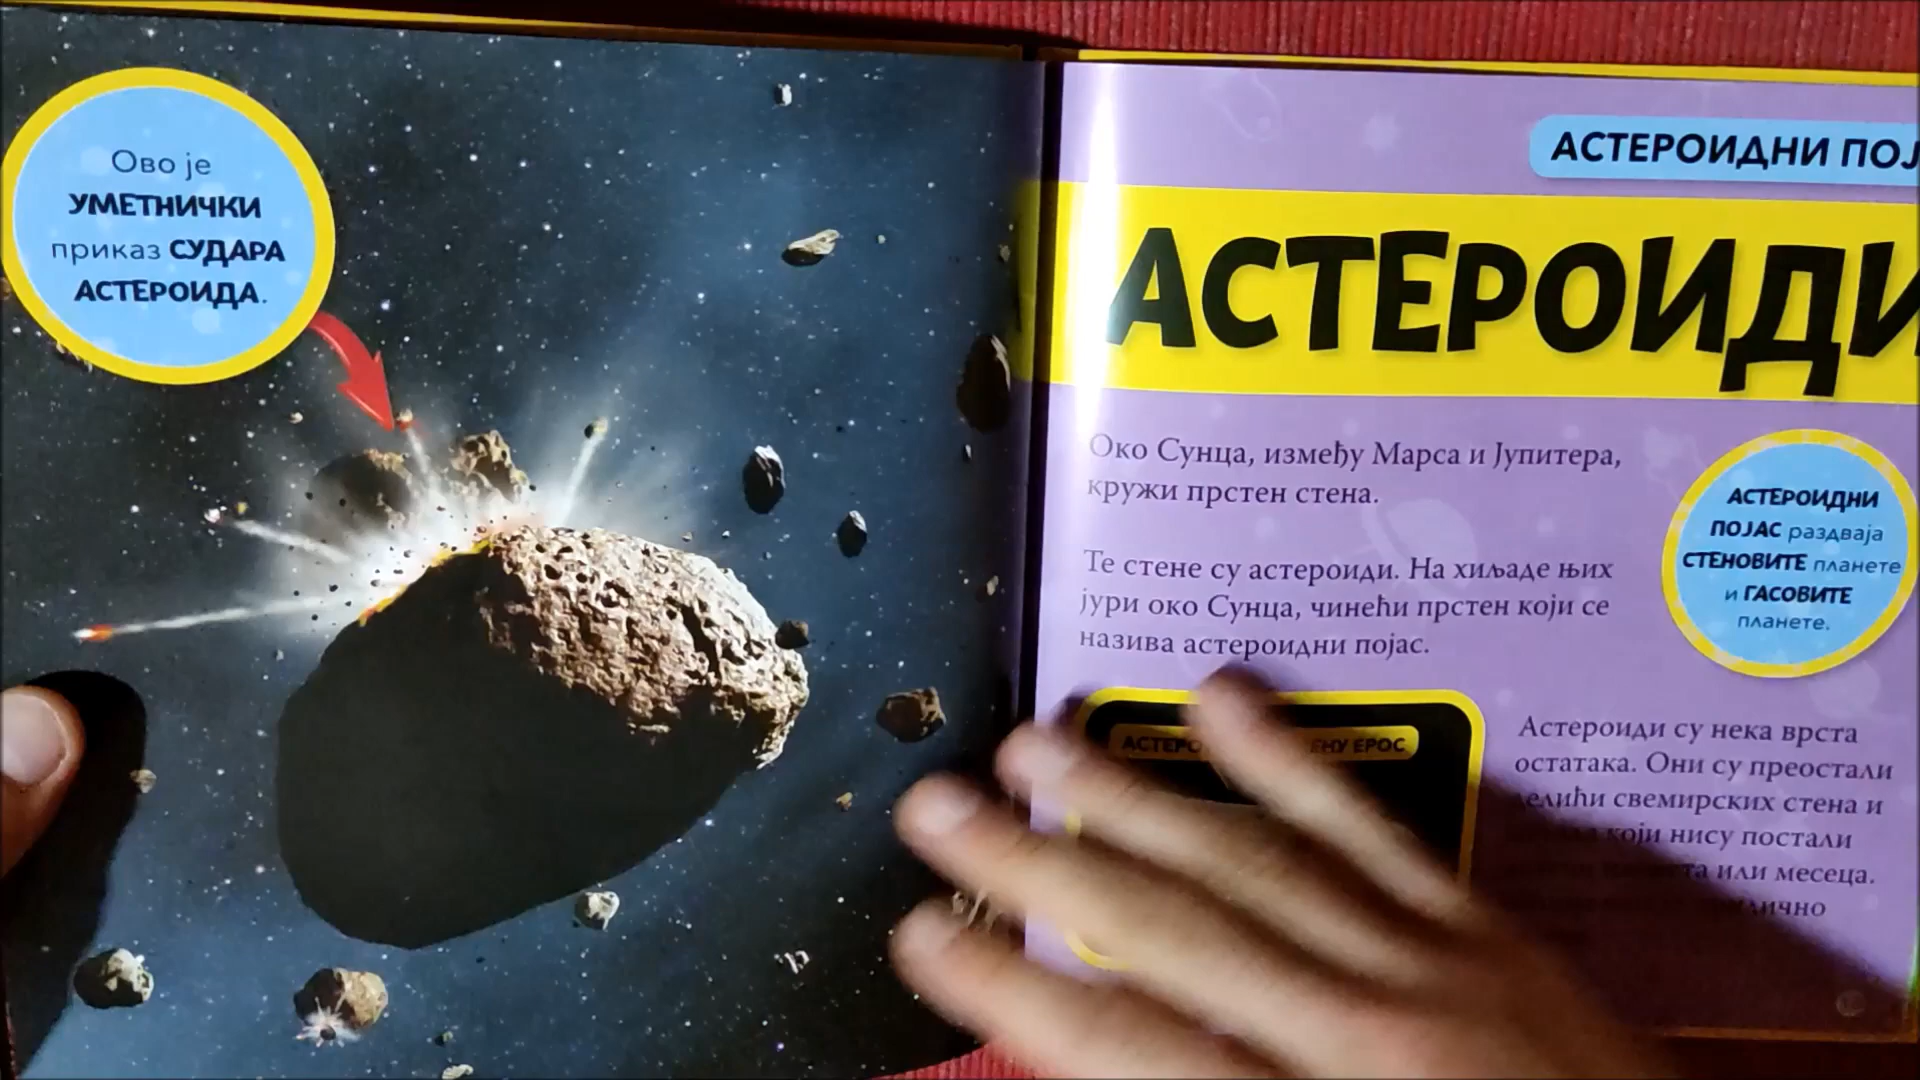 Ово је
УМЕТНИЧКИ
приказ СУДАРА
АСТЕРОИДА.
АСТЕРОИДНИ ПОЈ
АСТЕРОИДИ
Око Сунца, између Марса и Јупитера,
кружи прстен стена.
Те стене су астероиди. На хиљаде њих
јури око Сунца, чинећи прстен који се
назива астероидни појас.
АСТЕРОИДНИ
ПОЈАС раздваја
СТЕНОВИТЕ планете
и ГАСОВИТЕ
планете.
ЕРОС
Астероиди су нека врста
остатака. Они су преостали
делићи свемирских стена и
који нису постали
или месеца.